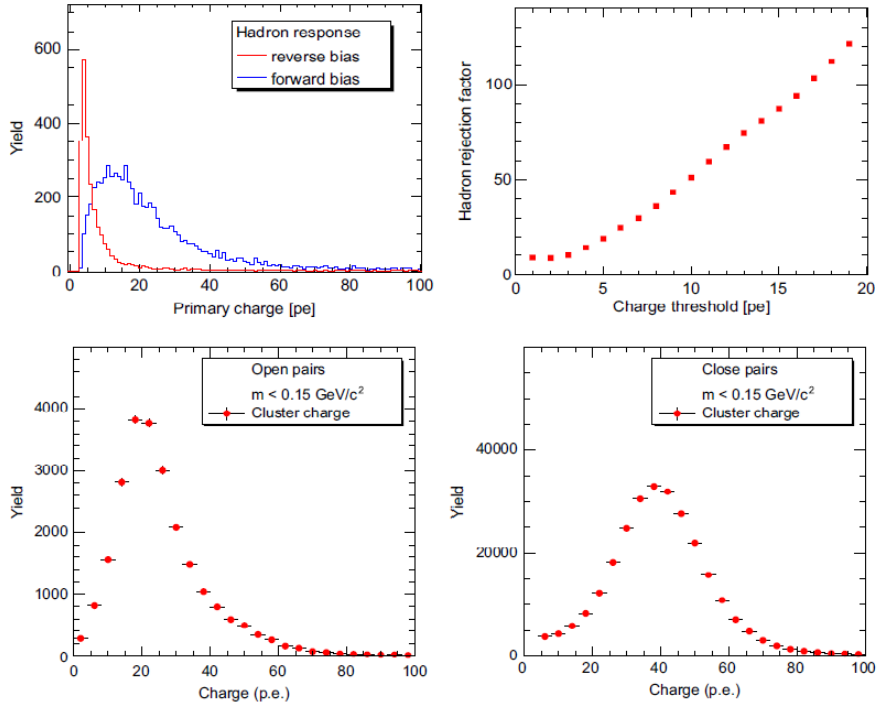 600
400
200
0
Yield
Hadron response
reverse bias
forward bias
0
20
40
60
80
100
Primary charge [pe]
100
50
0
Hadron rejection factor
0
5
10
15
20
Charge threshold [pe]
4000
3000
2000
1000
0
Yield
Open pairs
m < 0.15 GeV/c²
Cluster charge
0
20
40
60
80
100
Charge (p.e.)
40000
20000
0
Yield
Close pairs
m < 0.15 GeV/c²
Cluster charge
0
20
40
60
80
100
Charge (p.e.)